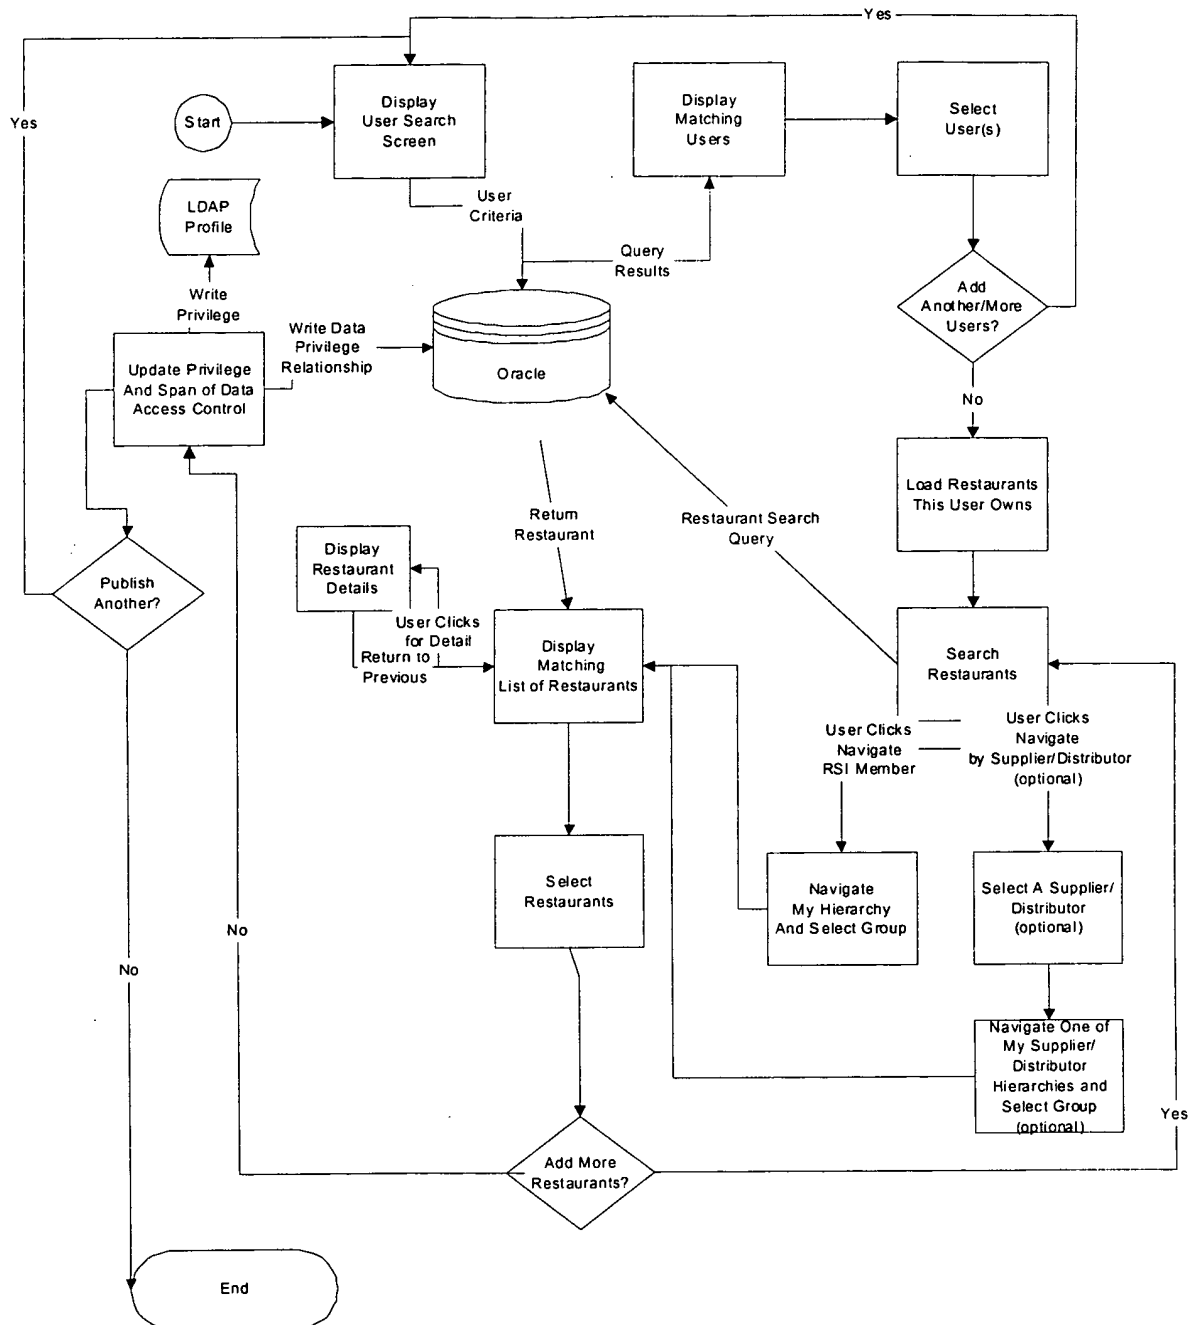 Yes
Yes
Start
Display
User Search
Screen
Display
Matching
Users
Select
User(s)
LDAP
Profile
User
Criteria
Query
Results
Write
Privilege
Add
Another/More
Users?
Write Data
Privilege
Relationship
Oracle
Update Privilege
And Span of Data
Access Control
No
Load Restaurants
This User Owns
Return
Restaurant
Restaurant Search
Query
Display
Restaurant
Details
Publish
Another?
User Clicks
for Detail
Return to
Previous
Display
Matching
List of Restaurants
Search
Restaurants
User Clicks
Navigate
RSI Member
User Clicks
Navigate
by Supplier/Distributor
(optional)
Select
Restaurants
Navigate
My Hierarchy
And Select Group
Select A Supplier/
Distributor
(optional)
No
No
Navigate One of
My Supplier/
Distributor
Hierarchies and
Select Group
(optional)
Yes
Add More
Restaurants?
End